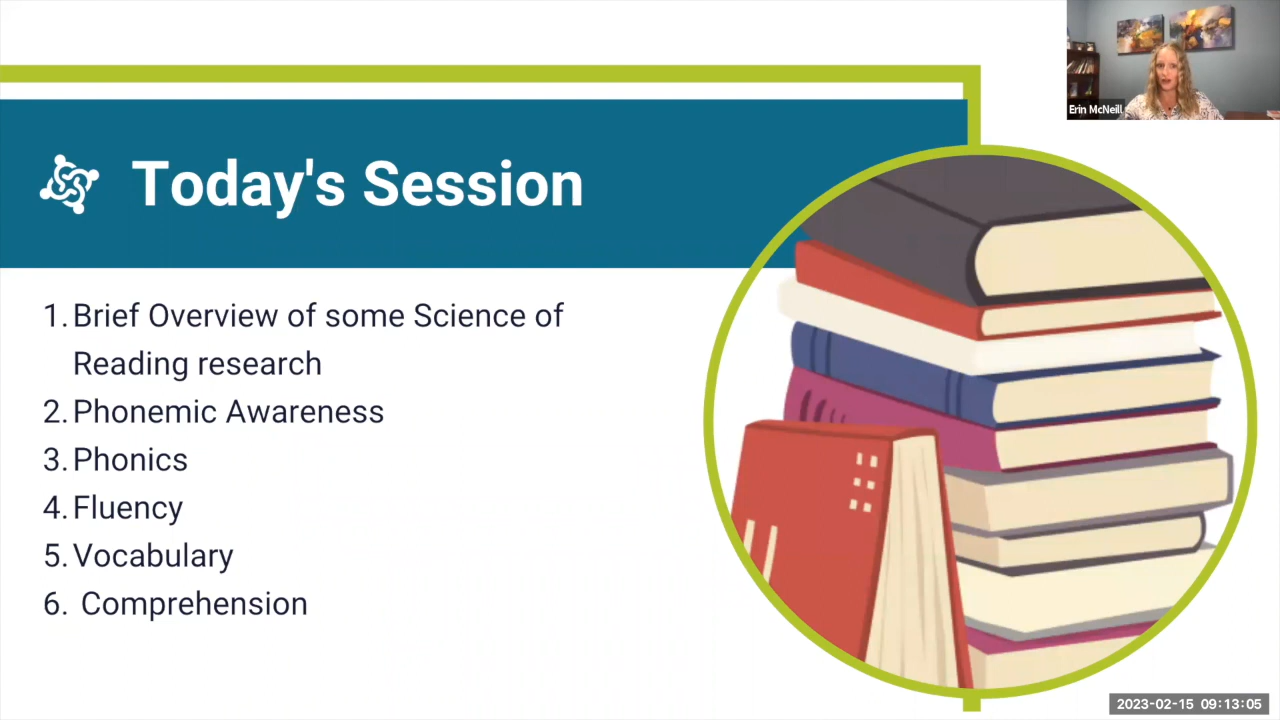 Erin McNeill
Today's Session
1. Brief Overview of some Science of
Reading research
2. Phonemic Awareness
3. Phonics
4. Fluency
5. Vocabulary
6. Comprehension
2023-02-15 09:13:05